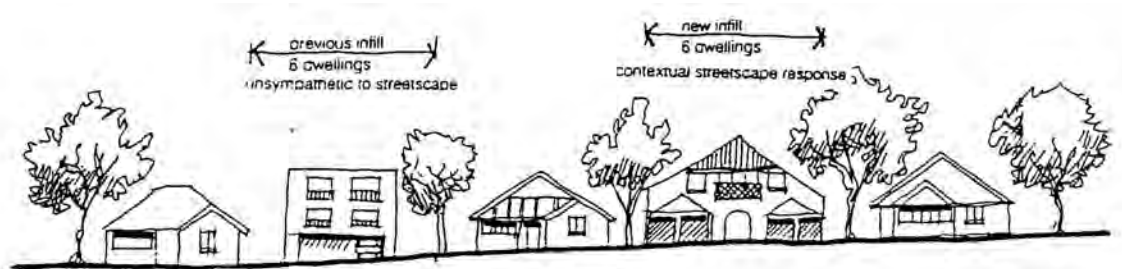 previous infill
6 dwellings
unsympathetic to streetscape
new infill
6 dwellings
contextual streetscape response